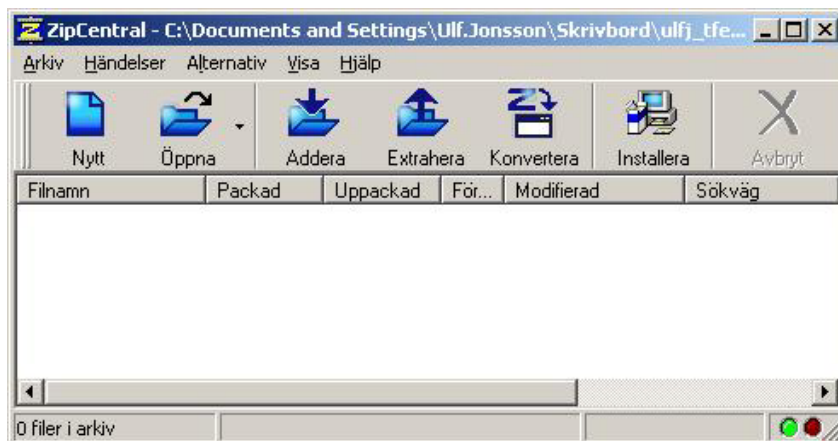 ZipCentral - C:\Documents and Settings\Ulf.Jonsson\Skrivbord\ulfj_tfe...
Arkiv Händelser Alternativ Visa Hjälp
Nytt Öppna Addera Extrahera Konvertera Installera Avbryt
Filnamn Packad Uppackad För... Modifierad Sökväg
0 filer i arkiv